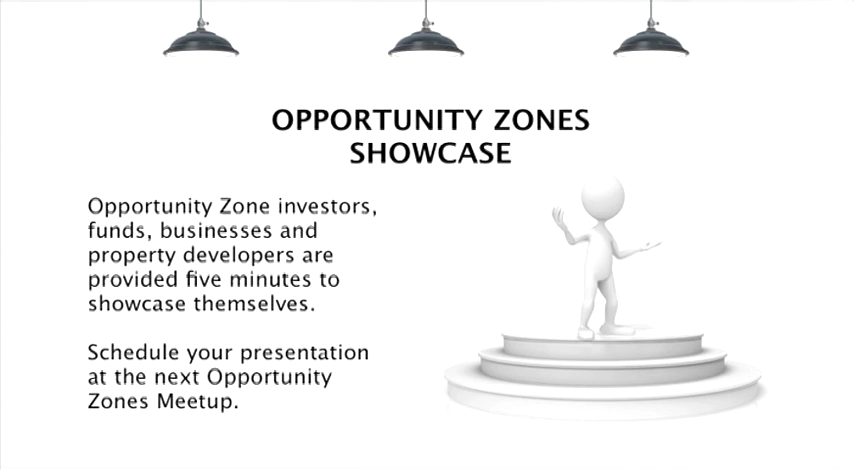 OPPORTUNITY ZONES
SHOWCASE
Opportunity Zone investors,
funds, businesses and
property developers are
provided five minutes to
showcase themselves.
Schedule your presentation
at the next Opportunity
Zones Meetup.